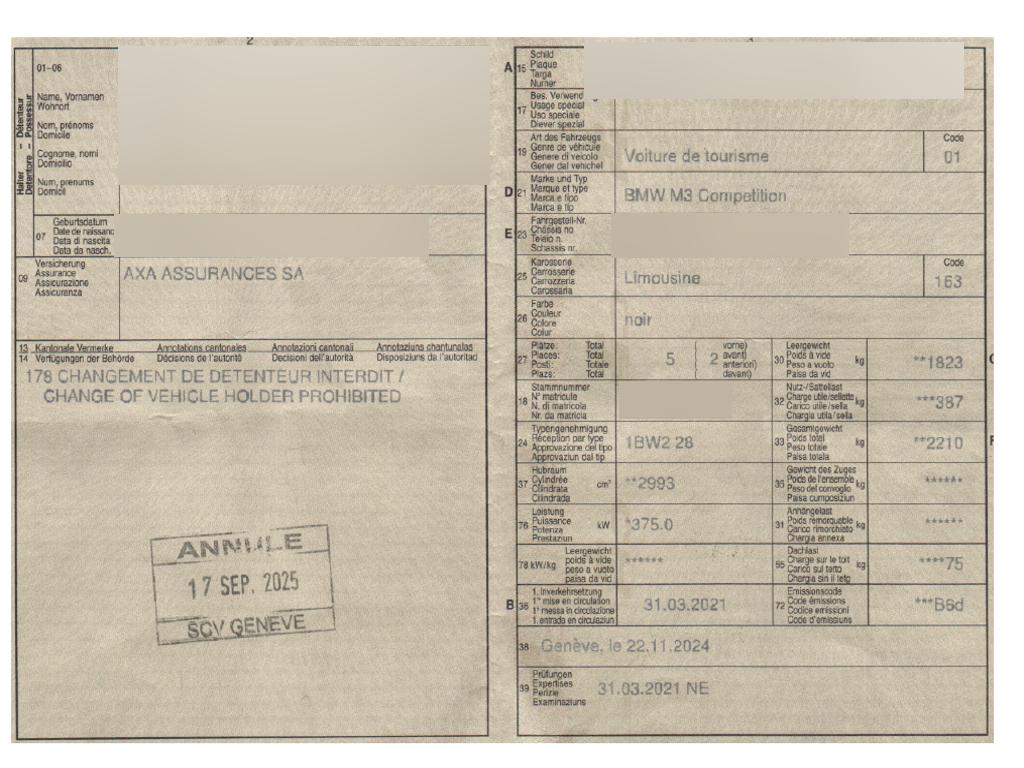 2
01-06
Halter – Détenteur
Detentore – Possessur
Name, Vornamen
Wohnort
Nom, prénoms
Domicile
Cognome, nomi
Domicilio
Num, prenums
Domicil
07
Geburtsdatum
Date de naissanc
Data di nascita
Data da nasch.
09
Versicherung
Assurance
Assicurazione
Assicuranza
AXA ASSURANCES SA
13 Kantonale Vermerke Annotations cantonales Annotazioni cantonali Annotaziuns chantunalas
14 Verfügungen der Behörde Décisions de l'autorité Decisioni dell'autorità Disposiziuns da l'autoritad
178 CHANGEMENT DE DETENTEUR INTERDIT /
CHANGE OF VEHICLE HOLDER PROHIBITED
ANNULE
17 SEP. 2025
SCV GENEVE
A 15
Schild
Plaque
Targa
Numer
17
Bes. Verwend
Usage spécial
Uso speciale
Diever spezial
19
Art des Fahrzeugs
Genre de véhicule
Genere di veicolo
Gener dal vehichel
Voiture de tourisme
Code
01
D 21
Marke und Typ
Marque et type
Marca e tipo
Marca e tip
BMW M3 Competition
E 23
Fahrgestell-Nr.
Châssis no
Telaio n.
Schassis nr.
25
Karosserie
Carrosserie
Carrozzeria
Carossaria
Limousine
Code
163
26
Farbe
Couleur
Colore
Colur
noir
27
Plätze: Total
Places: Total
Posti: Totale
Plazs: Total
5
2
vorne)
avant)
anteriori)
davant)
30
Leergewicht
Poids à vide
Peso a vuoto
Paisa da vid
kg
**1823
18
Stammnummer
N° matricule
N. di matricola
Nr. da matricla
32
Nutz-/Sattellast
Charge utile/sellette
Carico utile/sella
Chargia utila/sella
kg
***387
24
Typengenehmigung
Réception par type
Approvazione del tipo
Approvaziun dal tip
1BW2 28
33
Gesamtgewicht
Poids total
Peso totale
Paisa totala
kg
**2210
37
Hubraum
Cylindrée
Cilindrata
Cilindrada
cm³
**2993
35
Gewicht des Zuges
Poids de l'ensemble
Peso del convoglio
Paisa cumposiziun
kg
******
76
Leistung
Puissance
Potenza
Prestaziun
kW
*375.0
31
Anhängelast
Poids remorquable
Carico rimorchiato
Chargia annexa
kg
******
78 kW/kg
Leergewicht
poids à vide
peso a vuoto
paisa da vid
******
55
Dachlast
Charge sur le toit
Carico sul tetto
Chargia sin il tetg
kg
****75
B 36
1. Inverkehrsetzung
1re mise en circulation
1a messa in circolazione
1. entrada en circulaziun
31.03.2021
72
Emissionscode
Code émissions
Codice emissioni
Code d'emissiuns
***B6d
38
Genève, le 22.11.2024
39
Prüfungen
Expertises
Perizie
Examinaziuns
31.03.2021 NE